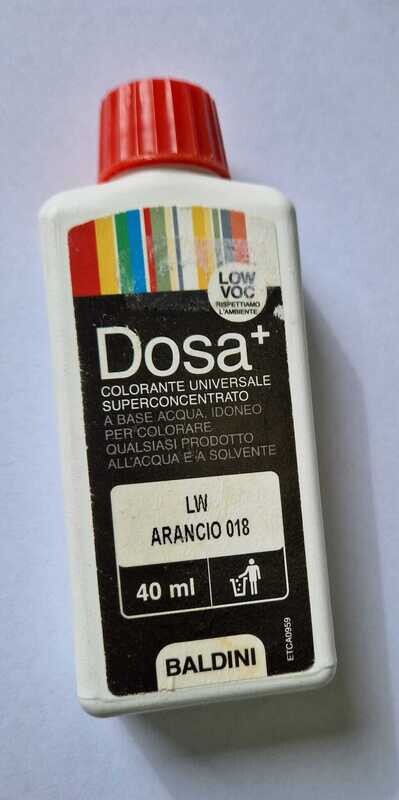 LOW
VOC
RISPETTIAMO
L'AMBIENTE
Dosa+
COLORANTE UNIVERSALE
SUPERCONCENTRATO
A BASE ACQUA, IDONEO
PER COLORARE
QUALSIASI PRODOTTO
ALL'ACQUA E A SOLVENTE
LW
ARANCIO 018
40 ml
ETCA0959
BALDINI